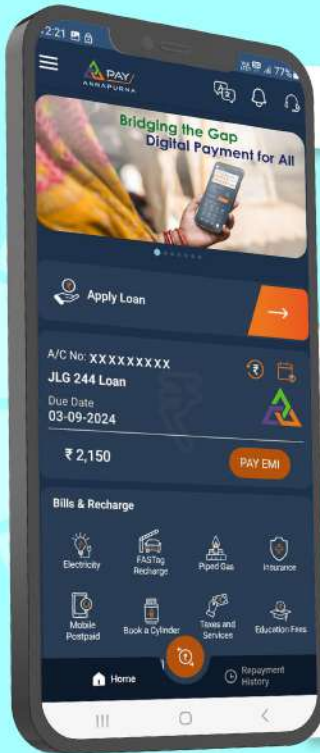 2:21
77%
PAY/
ANNAPURNA
Bridging the Gap
Digital Payment for All
Apply Loan
A/C No: XXXXXXXXX
JLG 244 Loan
Due Date
03-09-2024
₹ 2,150
PAY EMI
Bills & Recharge
Electricity
FASTag
Recharge
Piped Gas
Insurance
Mobile
Postpaid
Book a Cylinder
Taxes and
Services
Education Fees
Home
Repayment
History